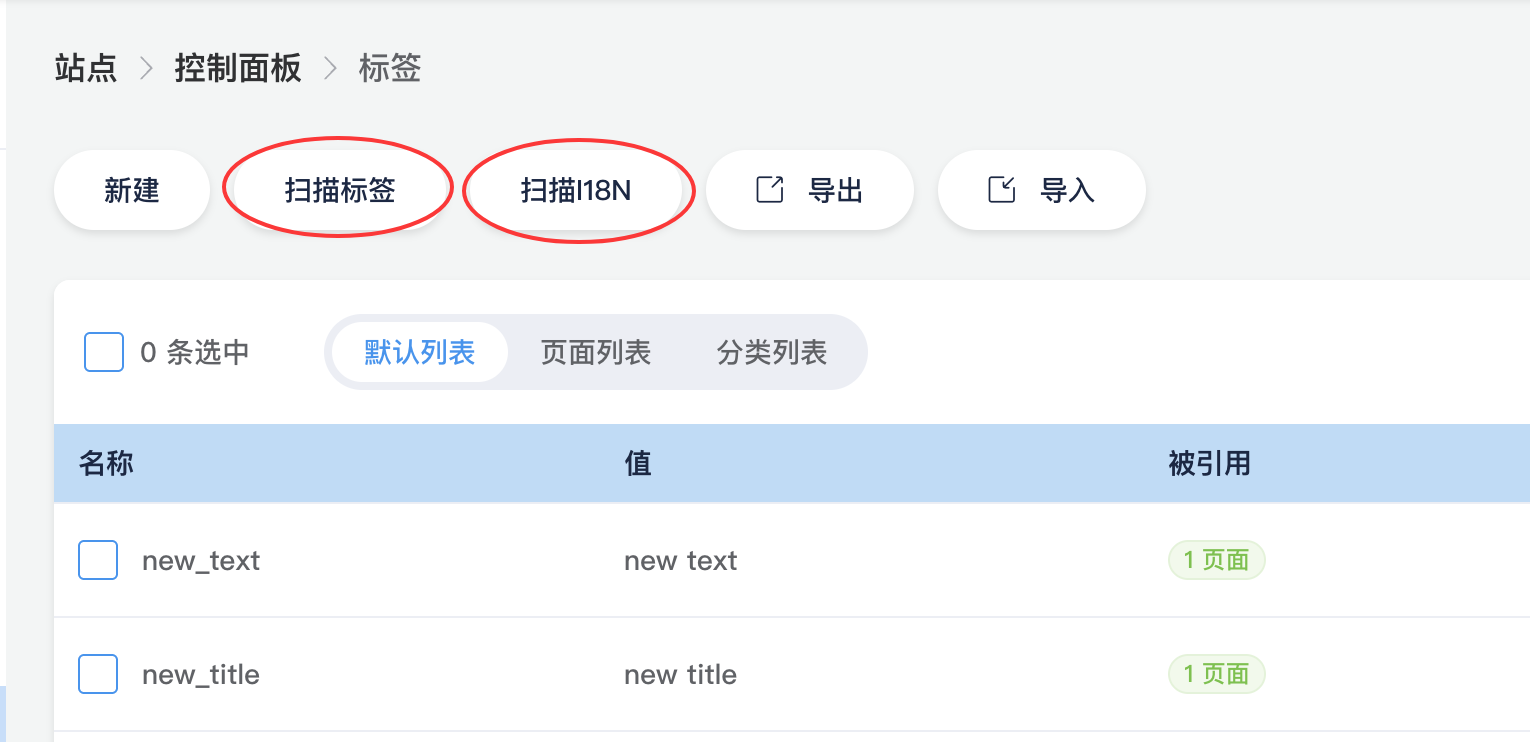 站点 > 控制面板 > 标签
新建 扫描标签 扫描I18N 导出 导入
0 条选中 默认列表 页面列表 分类列表
名称 值 被引用
new_text new text 1 页面
new_title new title 1 页面